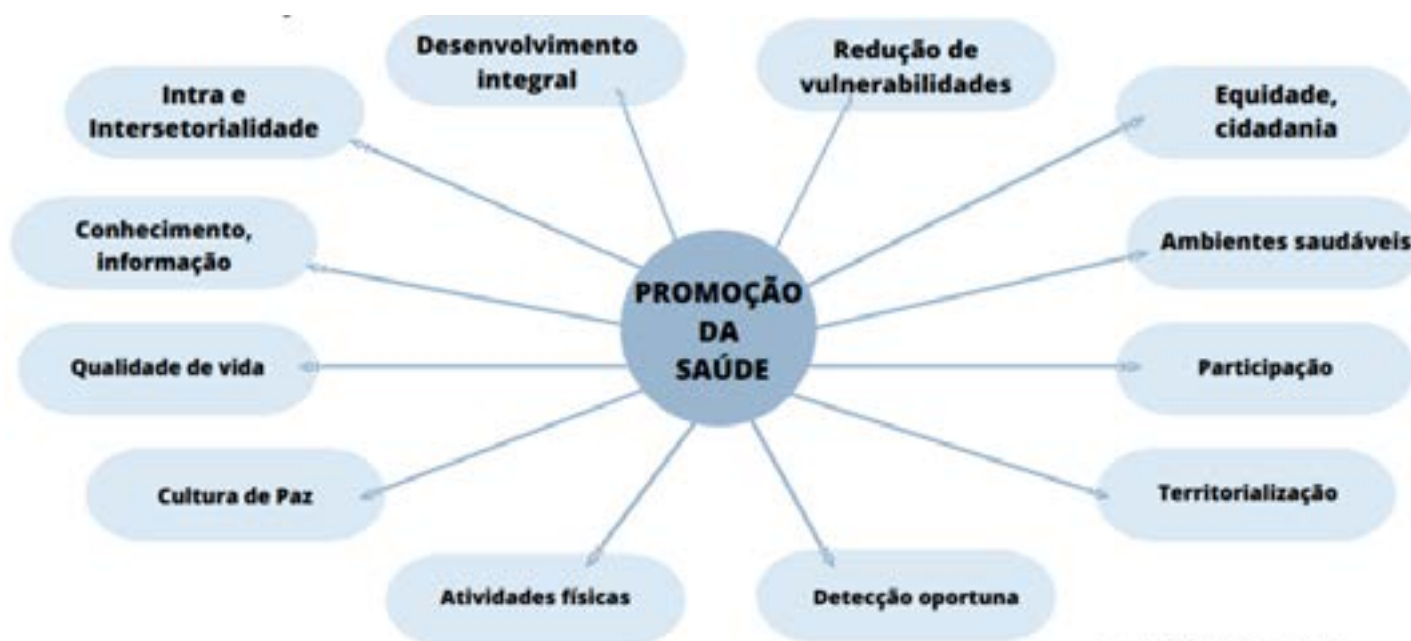 Desenvolvimento
integral
Redução de
vulnerabilidades
Intra e
Intersetorialidade
Equidade,
cidadania
Conhecimento,
informação
Ambientes saudáveis
PROMOÇÃO
DA
SAÚDE
Qualidade de vida
Participação
Cultura de Paz
Territorialização
Atividades físicas
Detecção oportuna